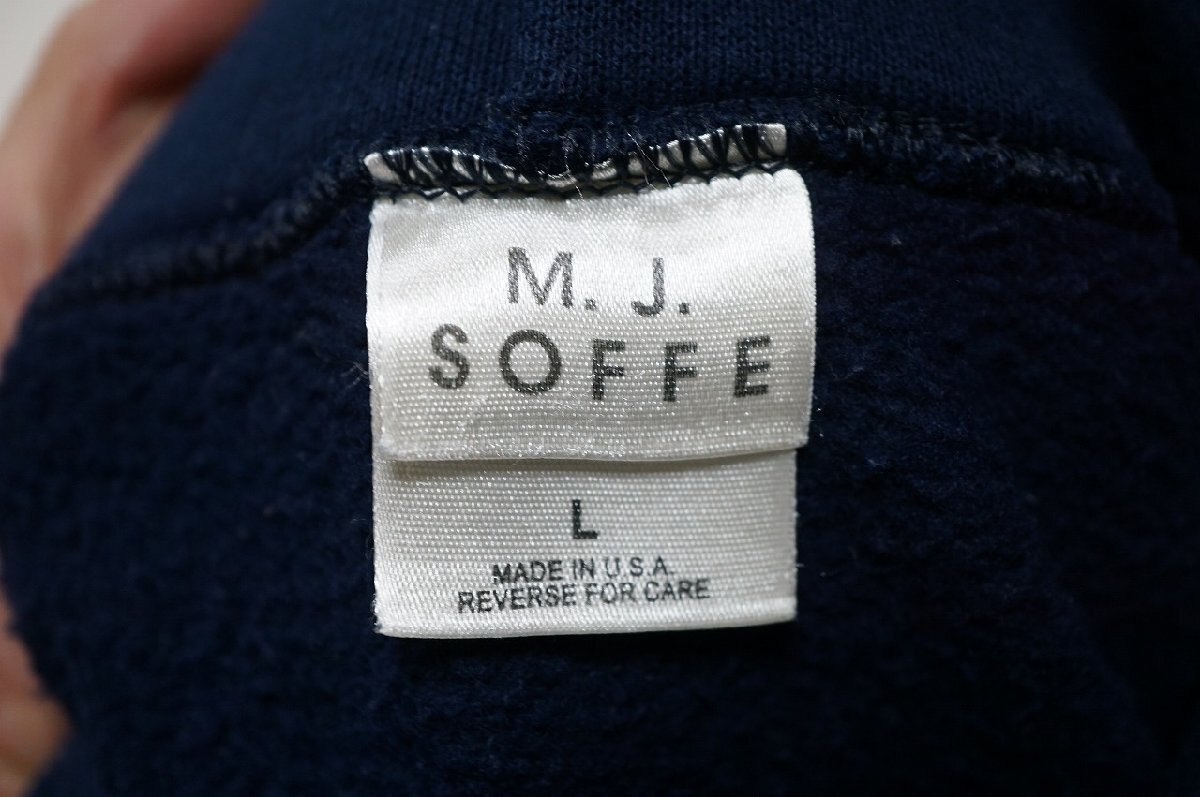 M. J.
SOFFE
L
MADE IN U.S.A.
REVERSE FOR CARE